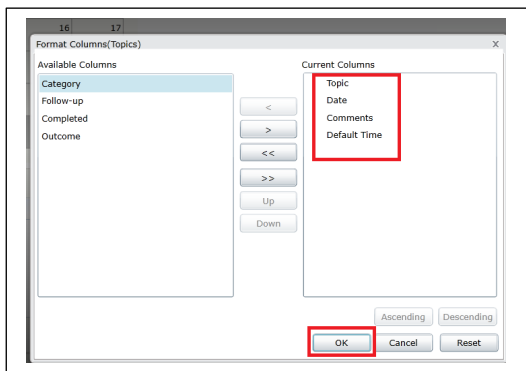 16 17
Format Columns(Topics) X
Available Columns Current Columns
Category
Follow-up
Completed
Outcome
<
>
<<
>>
Up
Down
Topic
Date
Comments
Default Time
Ascending Descending
OK Cancel Reset